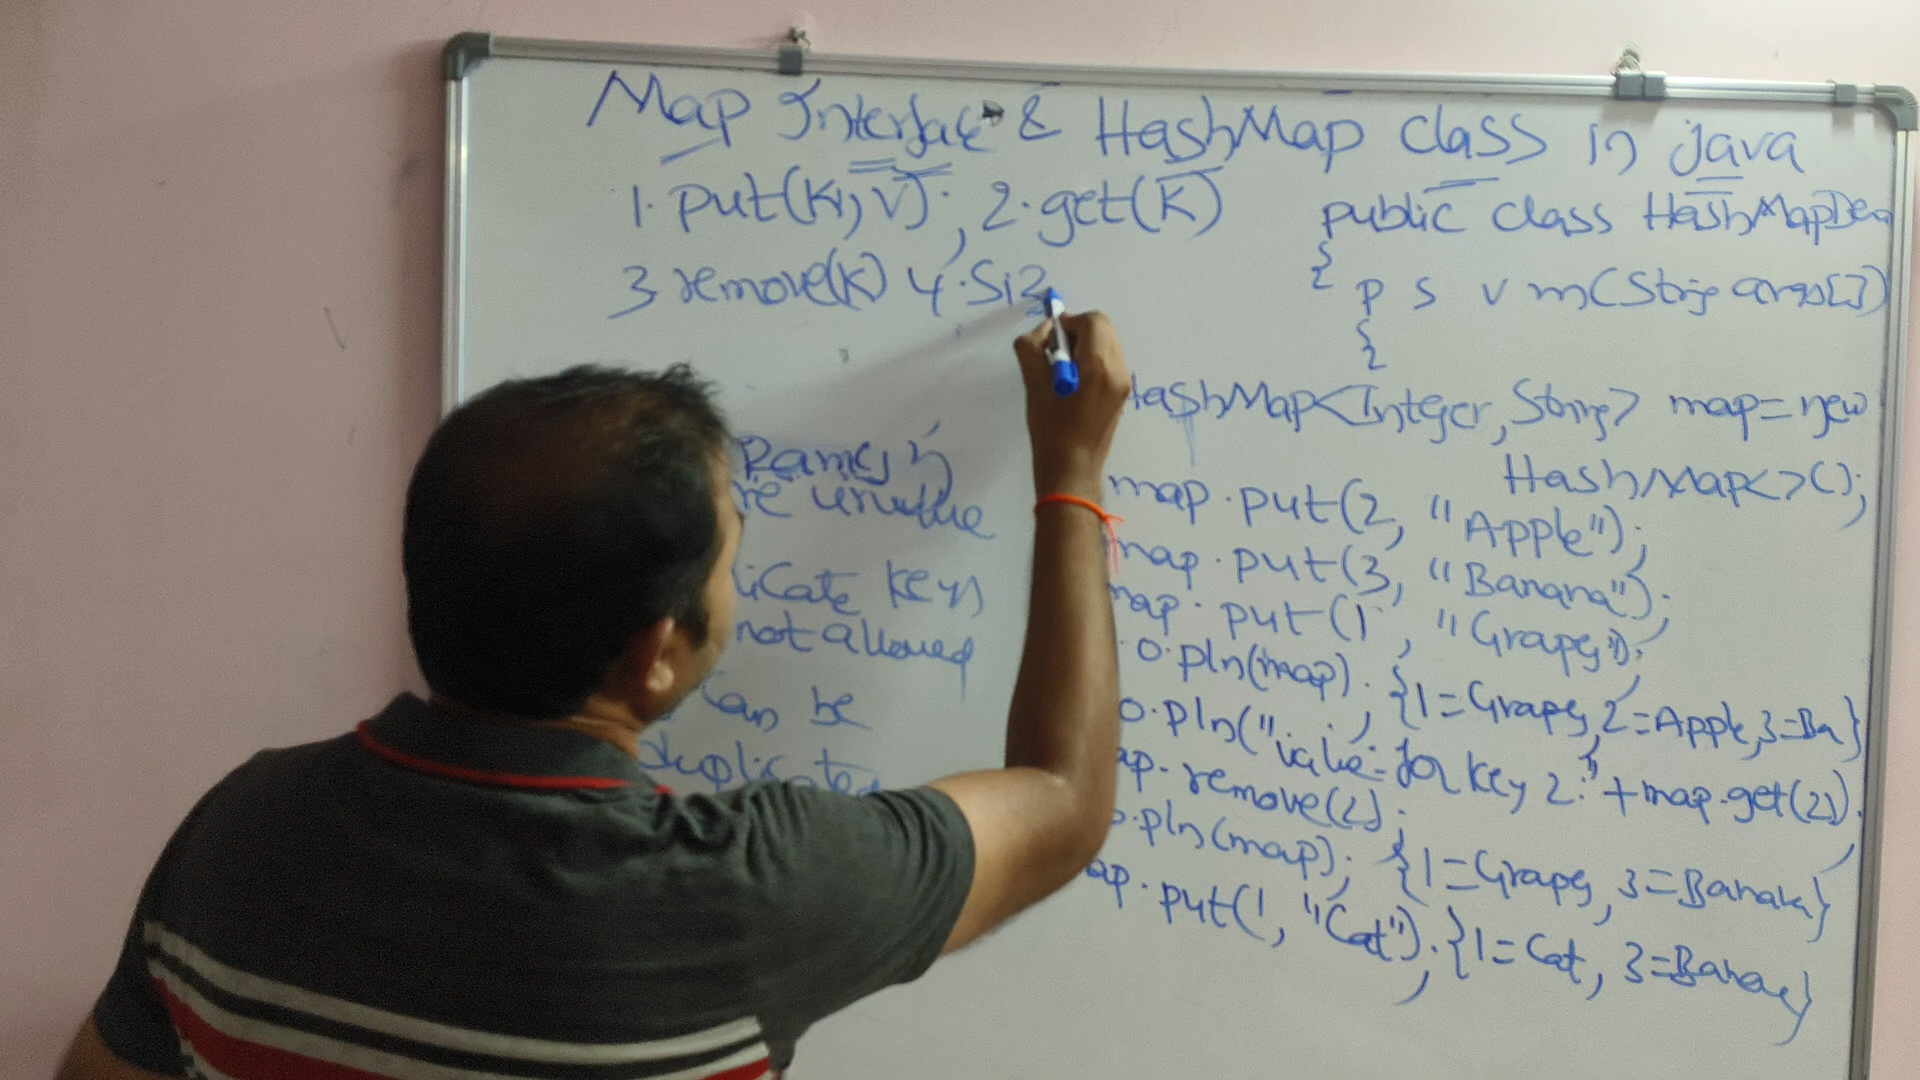 Map Interface & HashMap class in java
1. put(K, V); 2. get(K)
3 remove(K) 4. Siz
are unique
licate keys
not allowed
Can be
duplicated
public class HashMapDem
{
p s v m(String args[])
{
HashMap<Integer, String> map = new
HashMap<>();
map.put(2, "Apple");
map.put(3, "Banana");
map.put(1, "Grapes");
.o.pln(map); {1=Grapes, 2=Apple, 3=Ba}
o.pln("value for key 2:" + map.get(2));
ap.remove(2);
o.pln(map); {1=Grapes, 3=Banana}
ap.put(1, "Cat"); {1=Cat, 3=Banana}